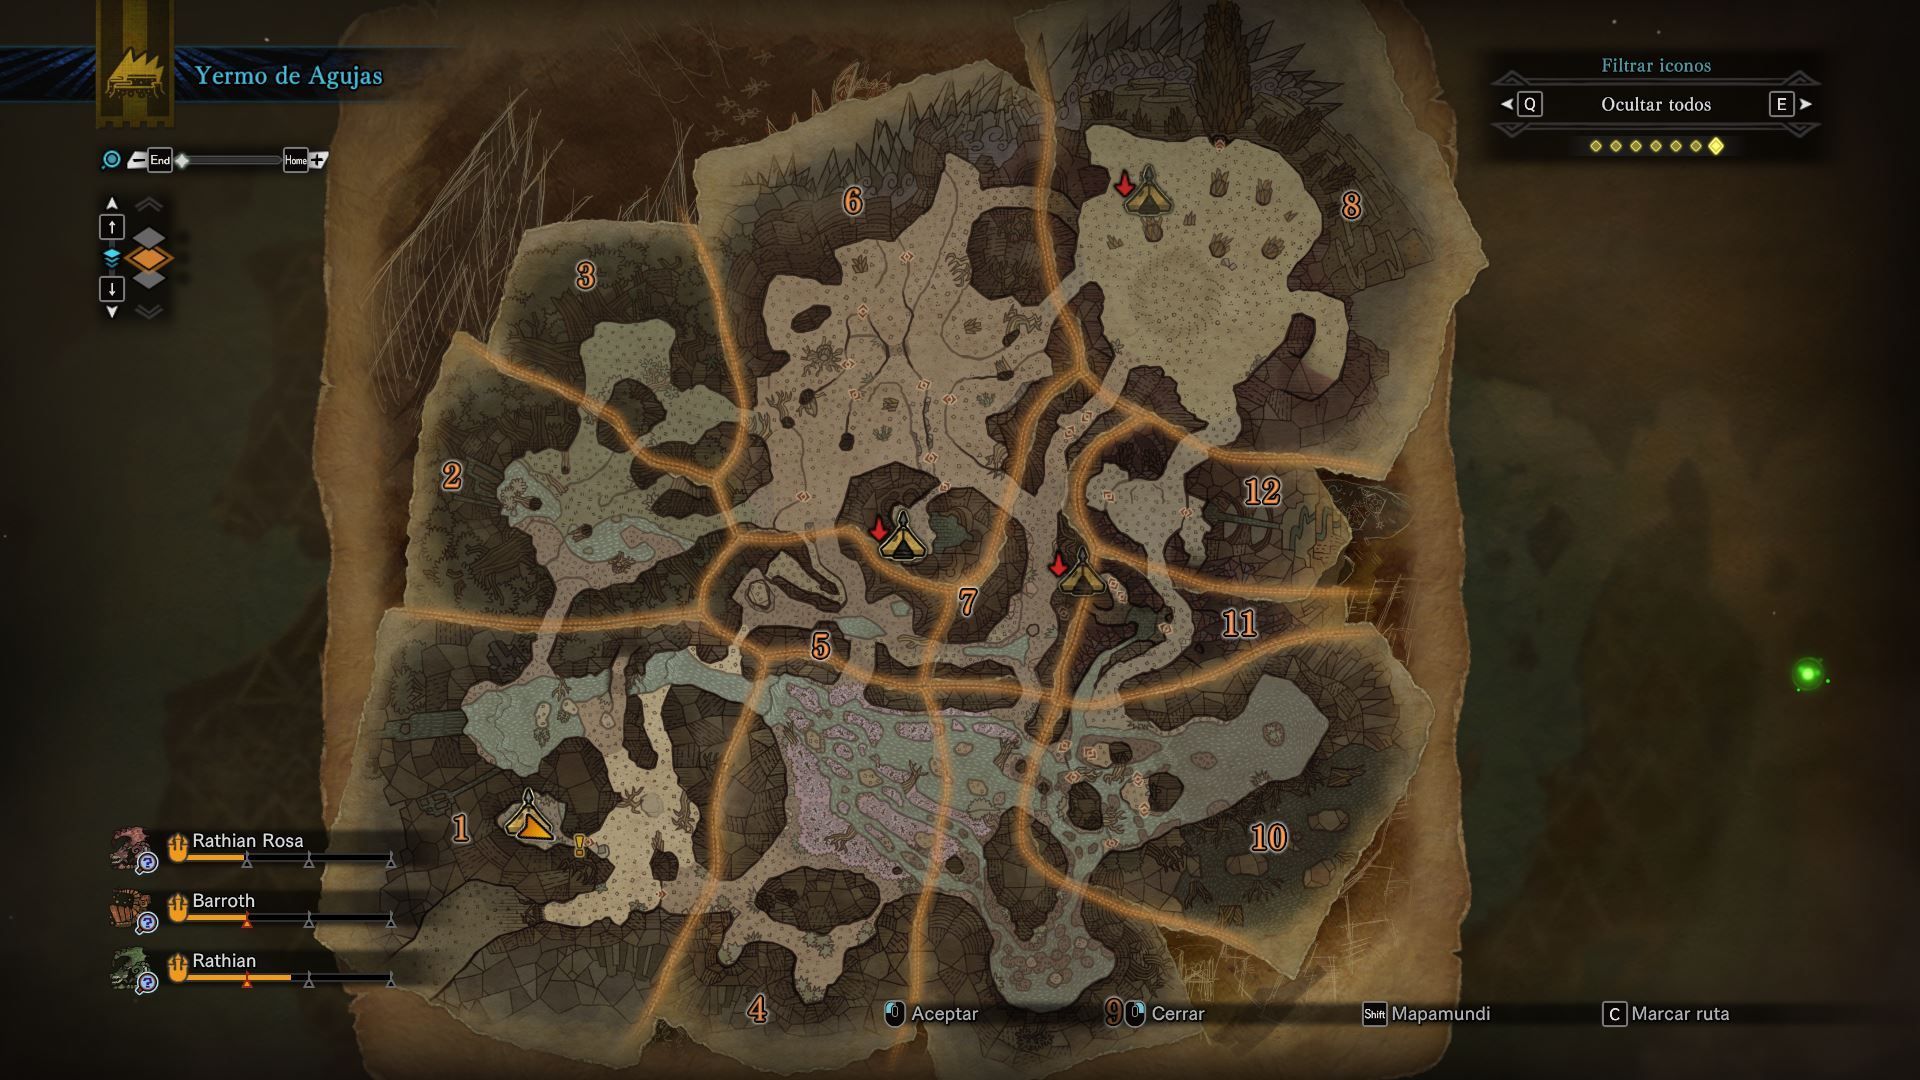 Yermo de Agujas
Filtrar iconos
Q Ocultar todos E
End Home
3
6
8
2
12
7
11
5
1
10
Rathian Rosa
Barroth
Rathian
4
9
Aceptar
Cerrar
Shift Mapamundi
C Marcar ruta